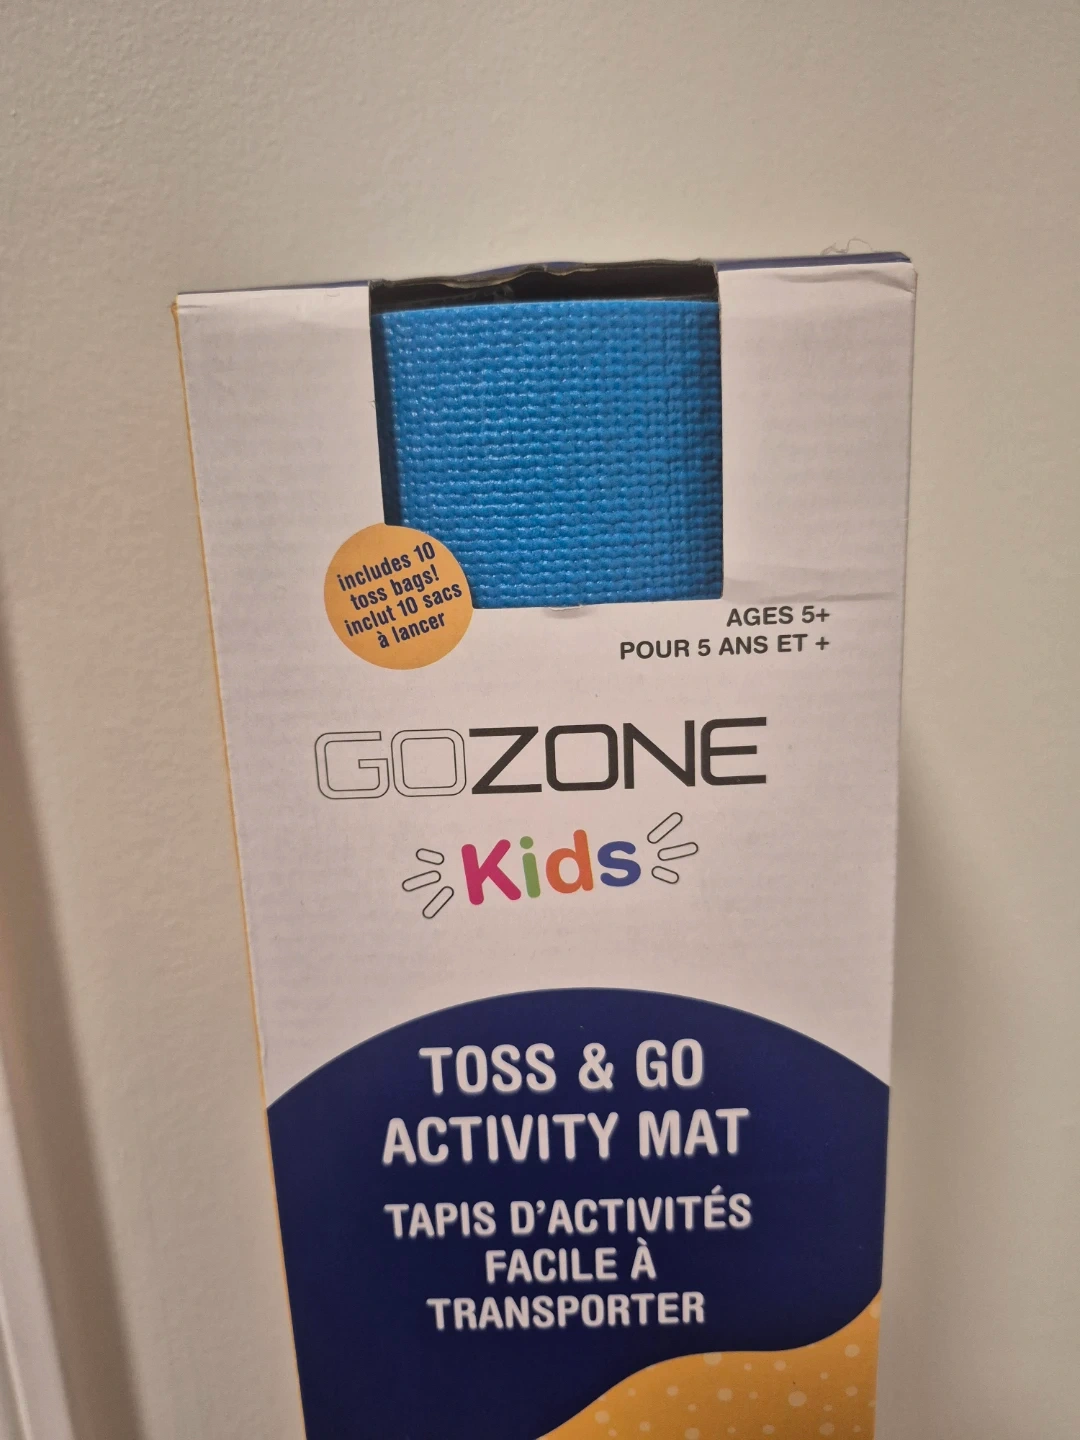 includes 10
toss bags!
inclut 10 sacs
à lancer
AGES 5+
POUR 5 ANS ET +
GOZONE
Kids
TOSS & GO
ACTIVITY MAT
TAPIS D'ACTIVITÉS
FACILE À
TRANSPORTER